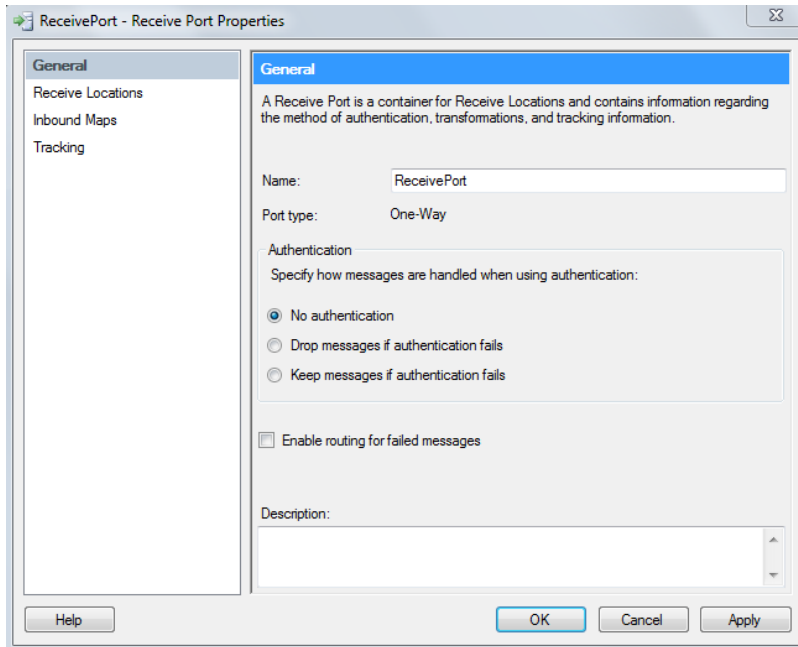 ReceivePort - Receive Port Properties
General
Receive Locations
Inbound Maps
Tracking
General
A Receive Port is a container for Receive Locations and contains information regarding
the method of authentication, transformations, and tracking information.
Name: ReceivePort
Port type: One-Way
Authentication
Specify how messages are handled when using authentication:
No authentication
Drop messages if authentication fails
Keep messages if authentication fails
Enable routing for failed messages
Description:
Help OK Cancel Apply